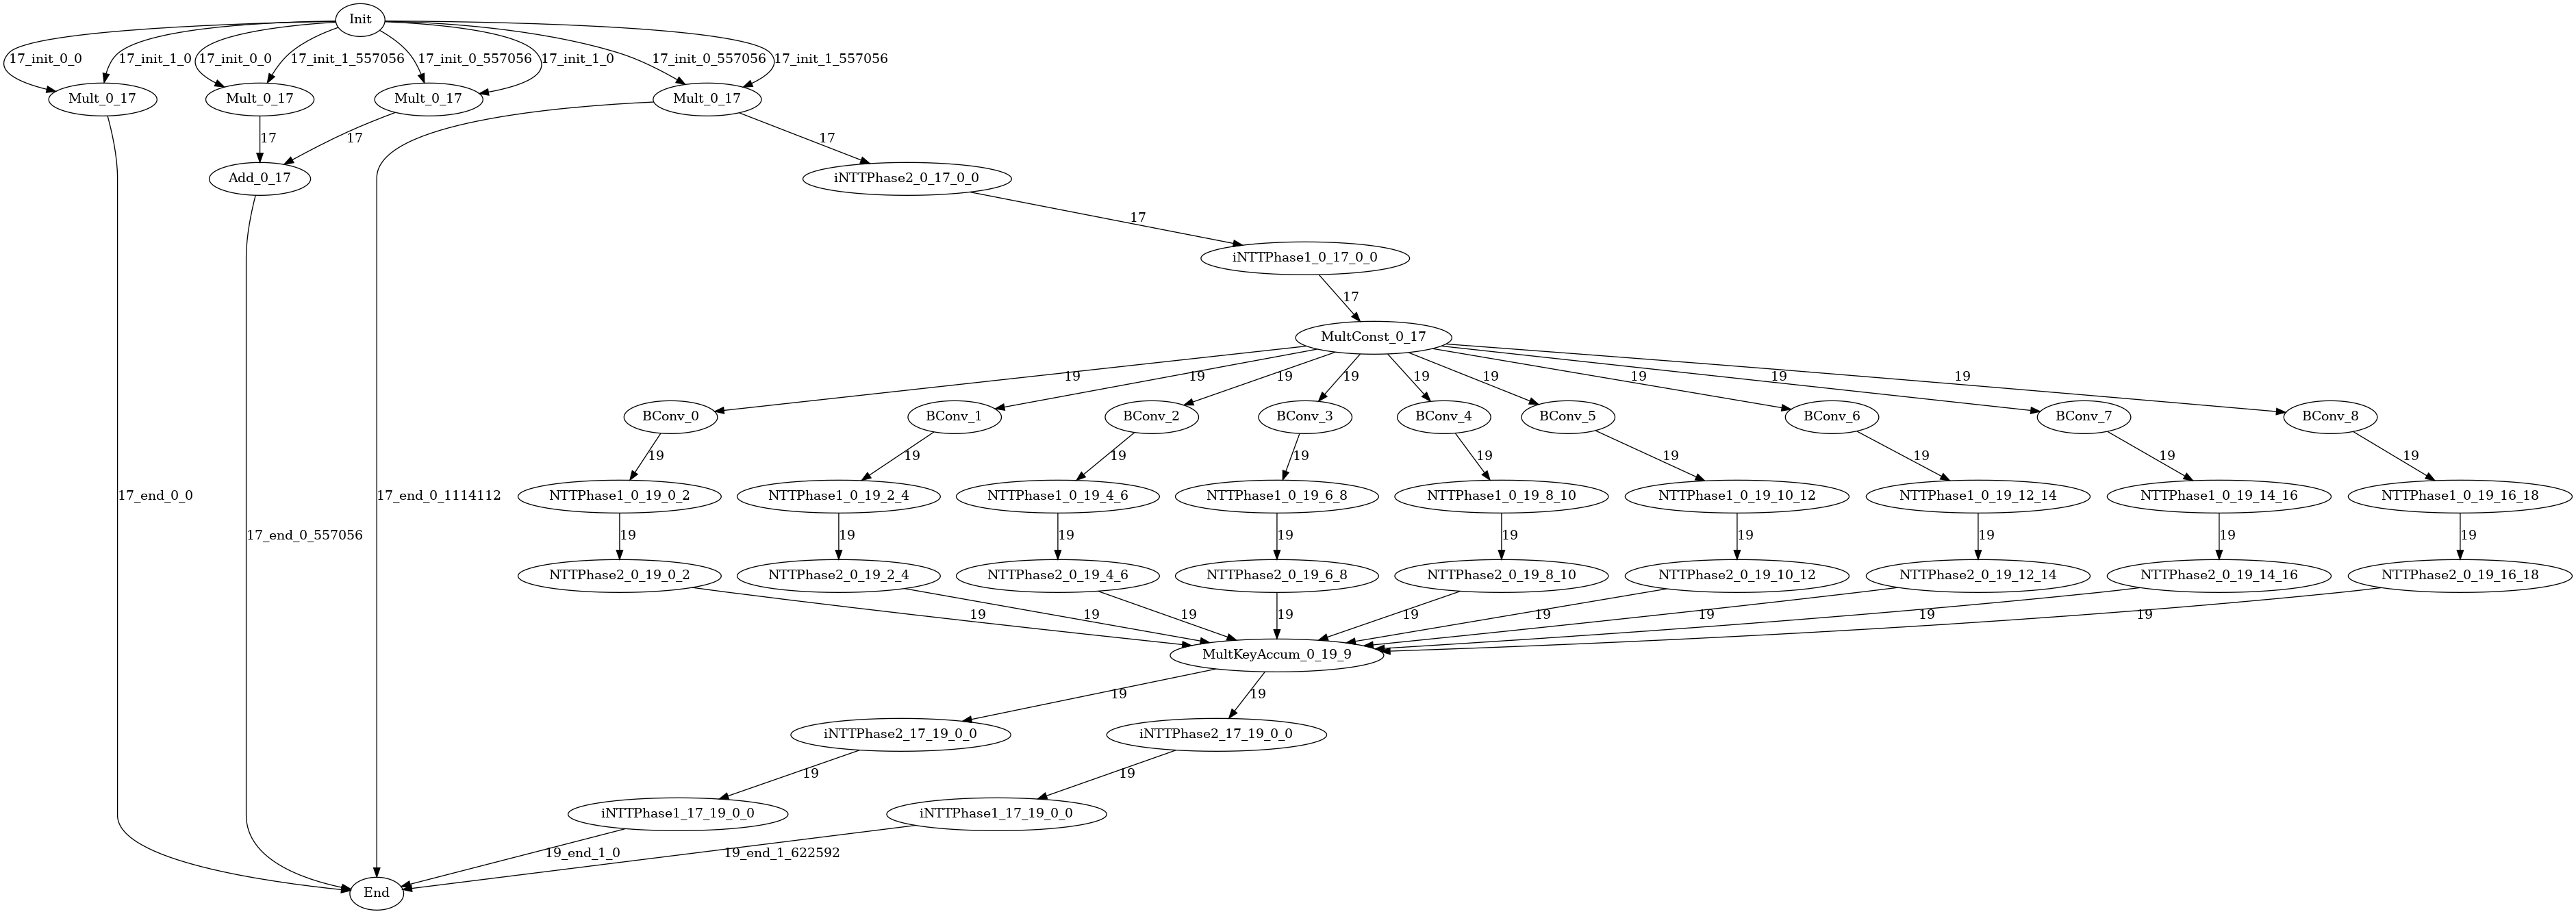 Init
17_init_0_0
17_init_1_0
17_init_0_0
17_init_1_557056
17_init_0_557056
17_init_1_0
17_init_0_557056
17_init_1_557056
Mult_0_17
Mult_0_17
Mult_0_17
Mult_0_17
17
17
17
Add_0_17
iNTTPhase2_0_17_0_0
17
iNTTPhase1_0_17_0_0
17
MultConst_0_17
19
19
19
19
19
19
19
19
19
BConv_0
BConv_1
BConv_2
BConv_3
BConv_4
BConv_5
BConv_6
BConv_7
BConv_8
19
19
19
19
19
19
19
19
19
17_end_0_0
17_end_0_1114112
NTTPhase1_0_19_0_2
NTTPhase1_0_19_2_4
NTTPhase1_0_19_4_6
NTTPhase1_0_19_6_8
NTTPhase1_0_19_8_10
NTTPhase1_0_19_10_12
NTTPhase1_0_19_12_14
NTTPhase1_0_19_14_16
NTTPhase1_0_19_16_18
17_end_0_557056
19
19
19
19
19
19
19
19
19
NTTPhase2_0_19_0_2
NTTPhase2_0_19_2_4
NTTPhase2_0_19_4_6
NTTPhase2_0_19_6_8
NTTPhase2_0_19_8_10
NTTPhase2_0_19_10_12
NTTPhase2_0_19_12_14
NTTPhase2_0_19_14_16
NTTPhase2_0_19_16_18
19
19
19
19
19
19
19
19
19
MultKeyAccum_0_19_9
19
19
iNTTPhase2_17_19_0_0
iNTTPhase2_17_19_0_0
19
19
iNTTPhase1_17_19_0_0
iNTTPhase1_17_19_0_0
19_end_1_0
19_end_1_622592
End